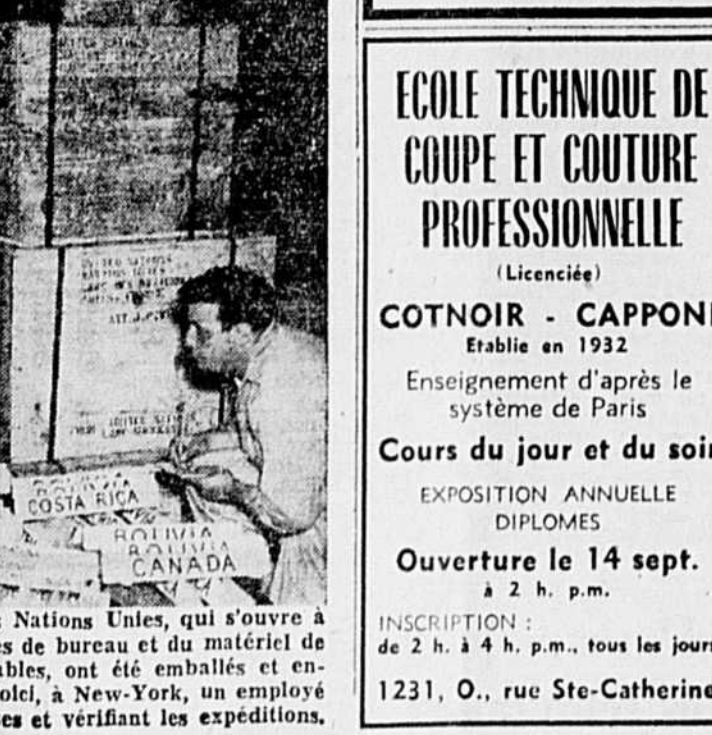 UNITED NATIONS
COSTA RICA
BOLIVIA
BOLIVIA
CANADA
Nations Unies, qui s'ouvre à
de bureau et du matériel de
ont été emballés et en-
à New-York, un employé
et vérifiant les expéditions.
ECOLE TECHNIQUE DE
COUPE ET COUTURE
PROFESSIONNELLE
(Licenciée)
COTNOIR - CAPPONI
Etablie en 1932
Enseignement d'après le
système de Paris
Cours du jour et du soir
EXPOSITION ANNUELLE
DIPLOMES
Ouverture le 14 sept.
à 2 h. p.m.
INSCRIPTION :
de 2 h. à 4 h. p.m., tous les jours
1231, O., rue Ste-Catherine